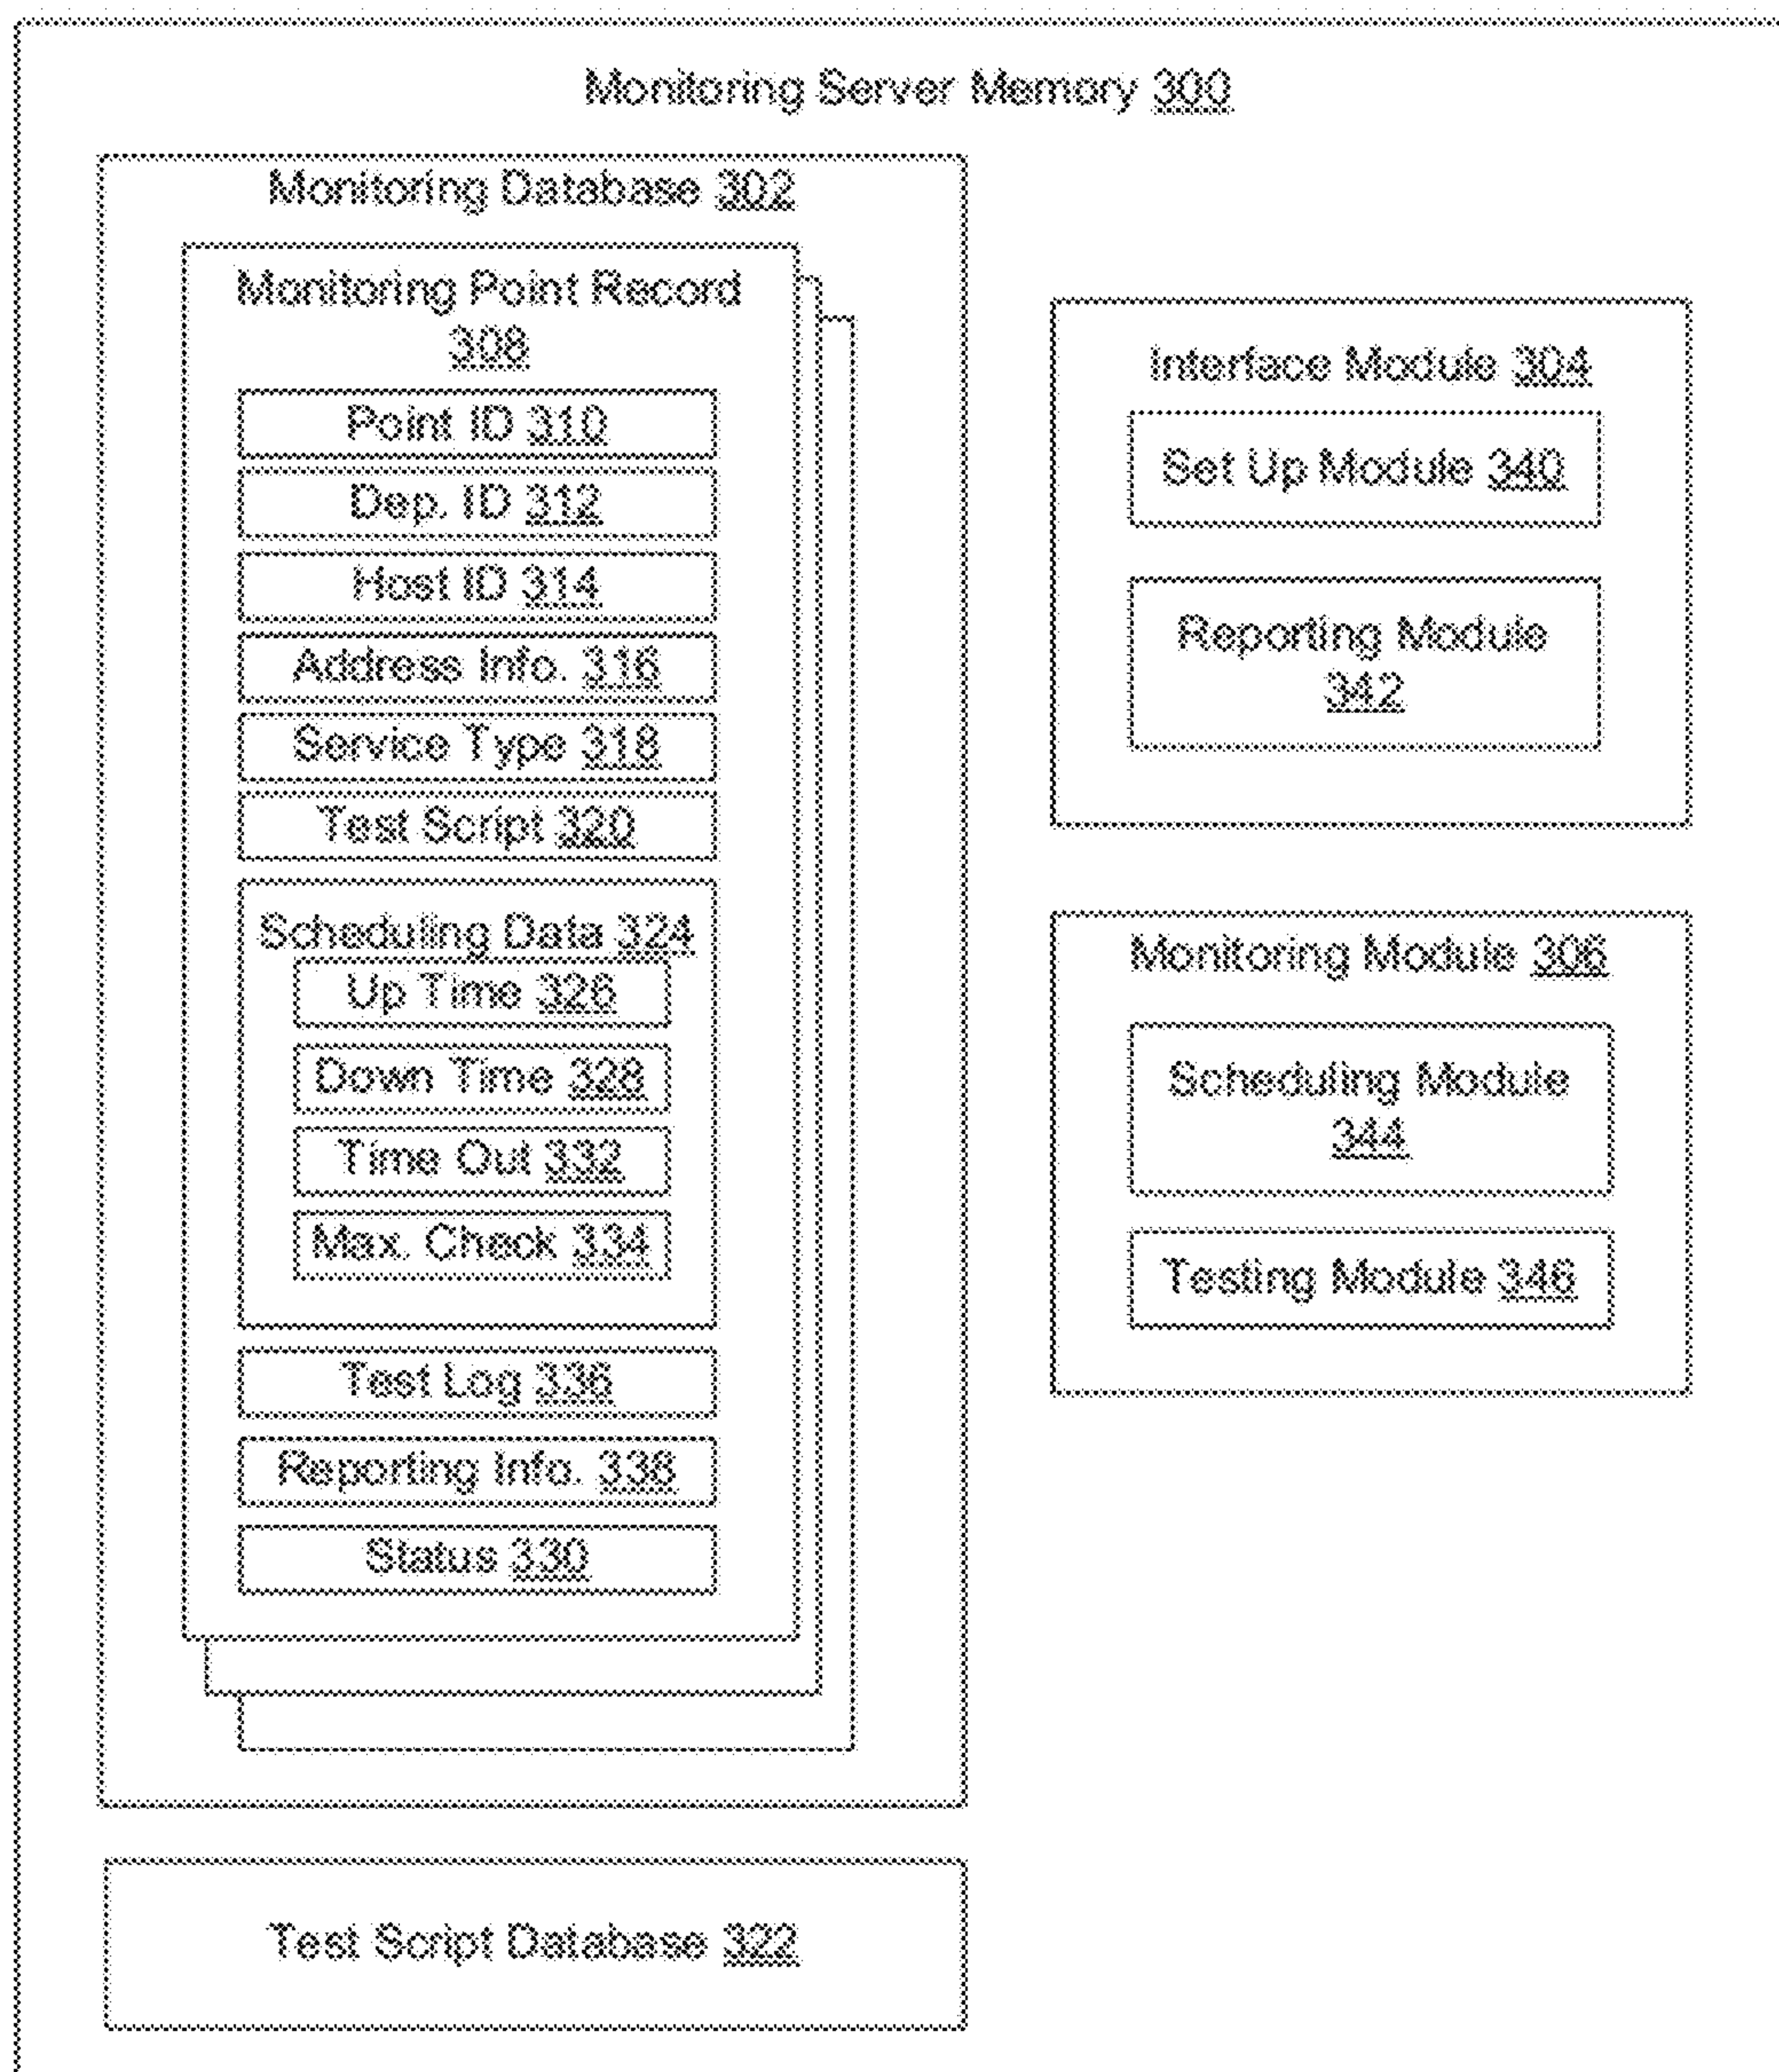 Monitoring Server Memory 300
Monitoring Database 302
Monitoring Point Record
308
Point ID 310
Dep. ID 312
Host ID 314
Address Info. 316
Service Type 318
Test Script 320
Scheduling Data 324
Up Time 326
Down Time 328
Time Out 332
Max. Check 334
Test Log 336
Reporting Info. 338
Status 330
Test Script Database 322
Interface Module 304
Set Up Module 340
Reporting Module
342
Monitoring Module 306
Scheduling Module
344
Testing Module 346